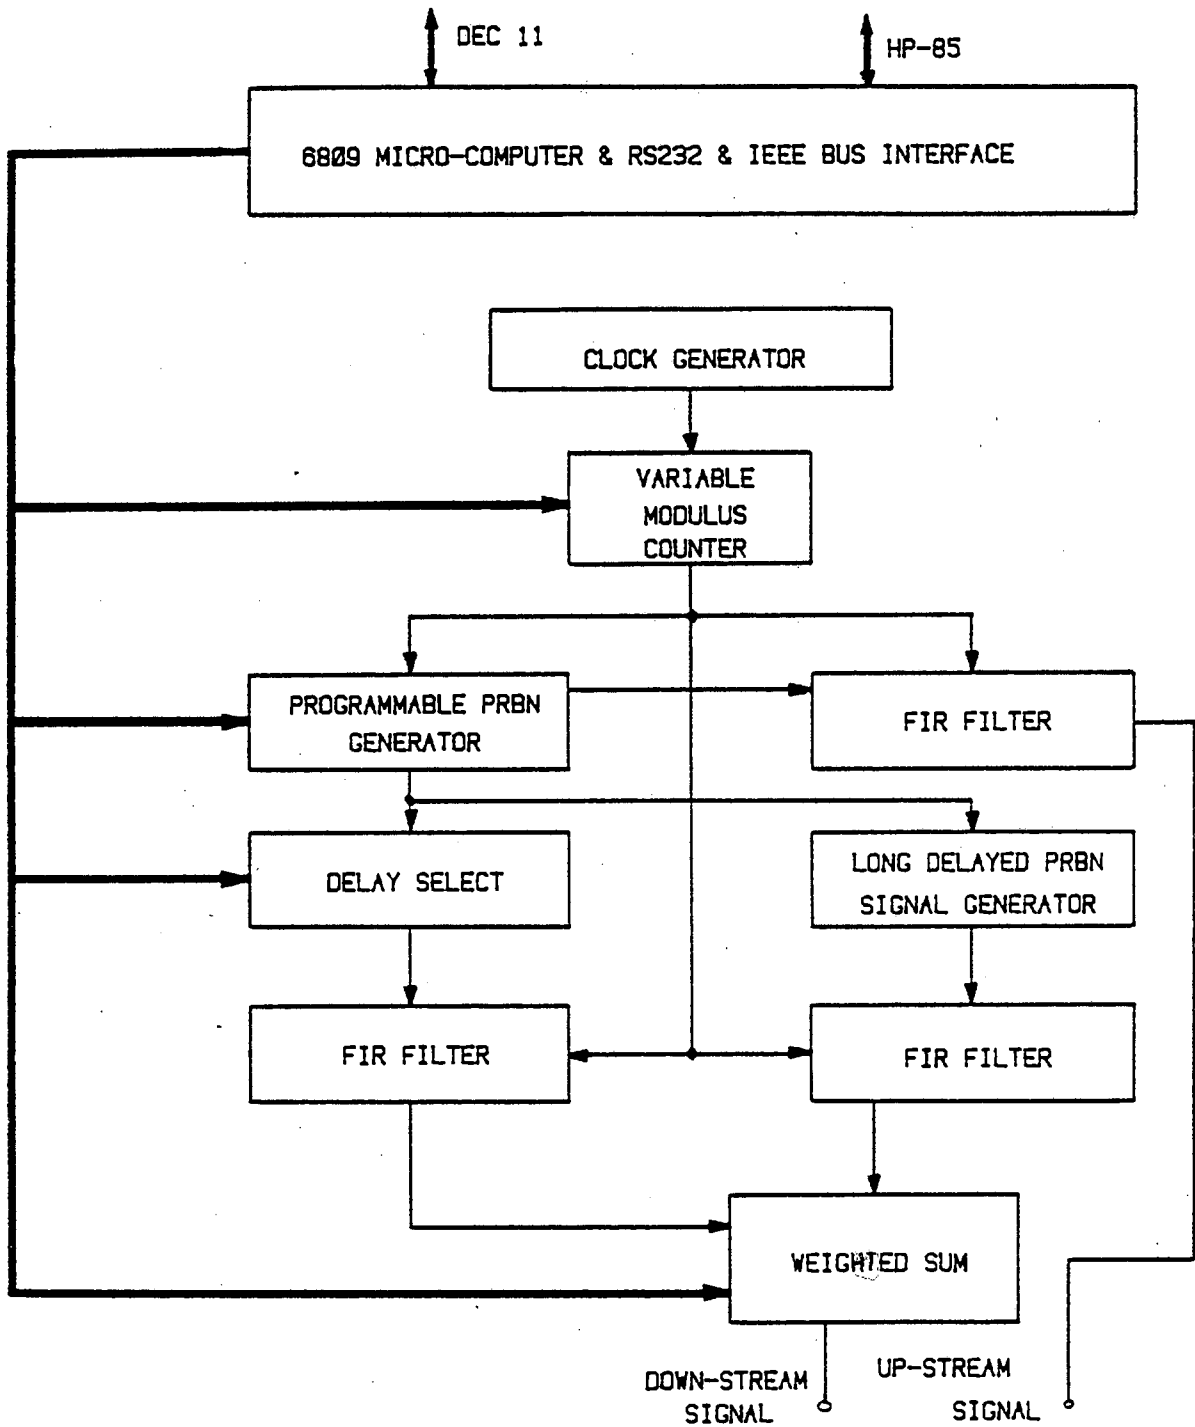 DEC 11
HP-85
6809 MICRO-COMPUTER & RS232 & IEEE BUS INTERFACE
CLOCK GENERATOR
VARIABLE
MODULUS
COUNTER
PROGRAMMABLE PRBN
GENERATOR
FIR FILTER
DELAY SELECT
LONG DELAYED PRBN
SIGNAL GENERATOR
FIR FILTER
FIR FILTER
WEIGHTED SUM
DOWN-STREAM
SIGNAL
UP-STREAM
SIGNAL